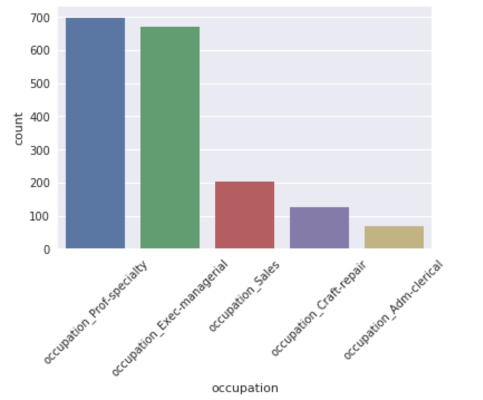 700
600
500
400
300
200
100
0
count
occupation_Prof-specialty
occupation_Exec-managerial
occupation_Sales
occupation_Craft-repair
occupation_Adm-clerical
occupation